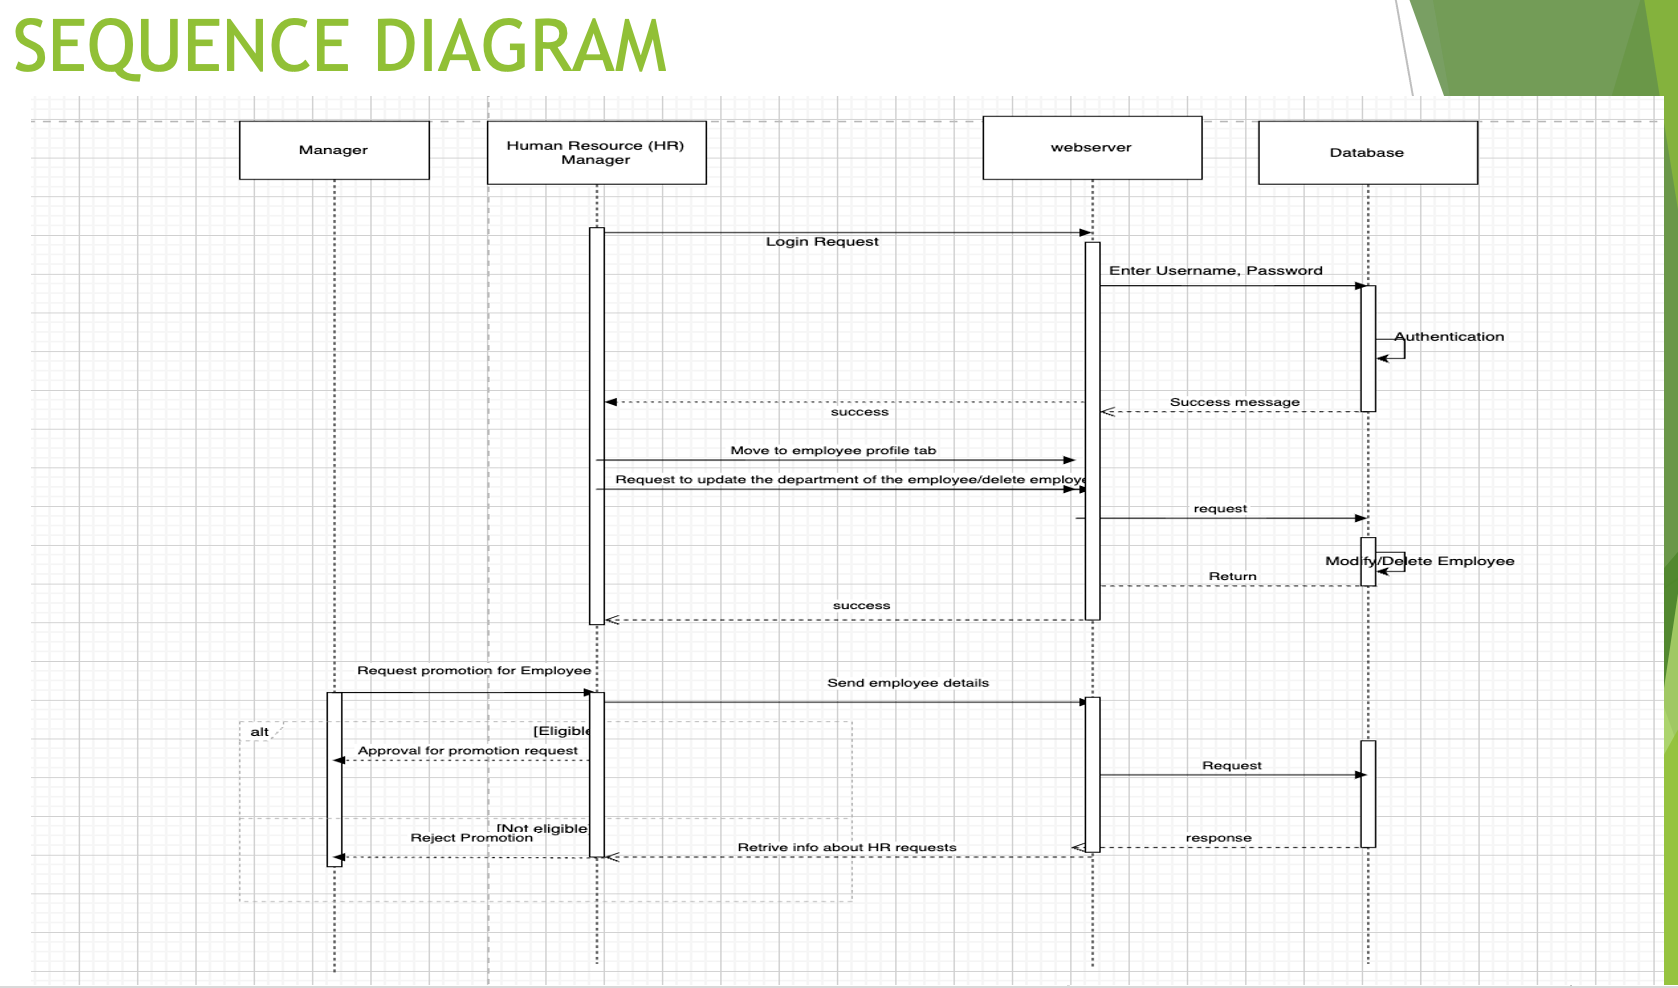 SEQUENCE DIAGRAM
Manager
Human Resource (HR)
Manager
webserver
Database
Login Request
Enter Username, Password
Authentication
success
Success message
Move to employee profile tab
Request to update the department of the employee/delete employe
request
Modify/Delete Employee
Return
success
Request promotion for Employee
Send employee details
alt
[Eligible
Approval for promotion request
Request
[Not eligible
Reject Promotion
Retrive info about HR requests
response